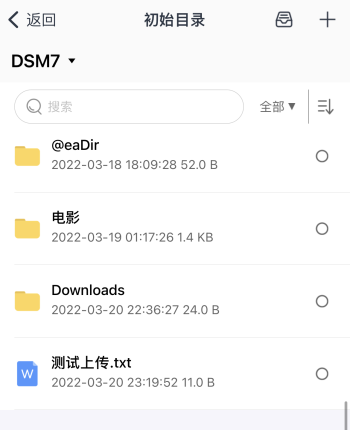 返回 初始目录
DSM7
搜索 全部
@eaDir
2022-03-18 18:09:28 52.0 B
电影
2022-03-19 01:17:26 1.4 KB
Downloads
2022-03-20 22:36:27 24.0 B
W
测试上传.txt
2022-03-20 23:19:52 11.0 B